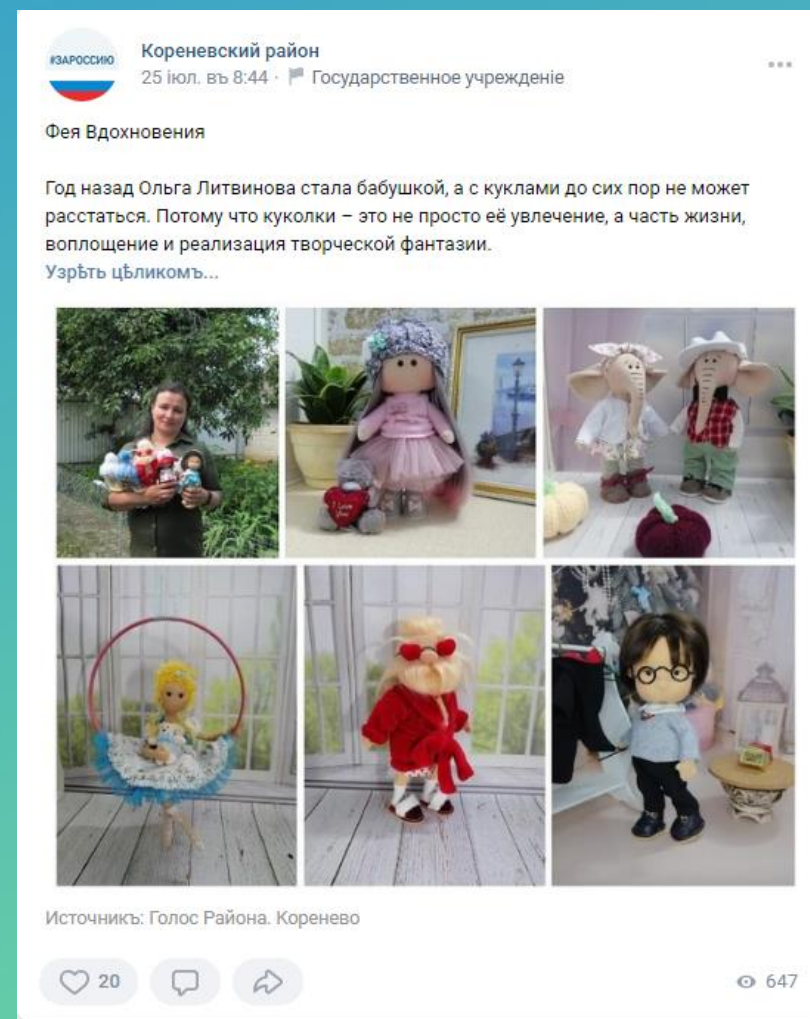 #ЗАРОССИЮ
Кореневский район
25 іюл. въ 8:44 · Государственное учрежденіе
Фея Вдохновения
Год назад Ольга Литвинова стала бабушкой, а с куклами до сих пор не может
расстаться. Потому что куколки – это не просто её увлечение, а часть жизни,
воплощение и реализация творческой фантазии.
Узрѣть цѣликомъ...
I Love
You
Источникъ: Голос Района. Коренево
20
647